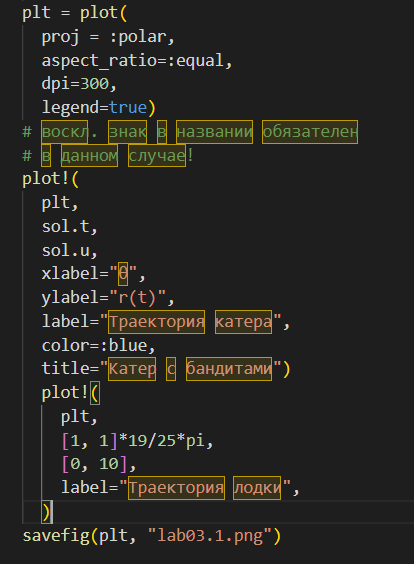 plt = plot(
proj = :polar,
aspect_ratio=:equal,
dpi=300,
legend=true)
# воскл. знак в названии обязателен
# в данном случае!
plot!(
plt,
sol.t,
sol.u,
xlabel="θ",
ylabel="r(t)",
label="Траектория катера",
color=:blue,
title="Катер с бандитами")
plot!(
plt,
[1, 1]*19/25*pi,
[0, 10],
label="Траектория лодки",
)
savefig(plt, "lab03.1.png")